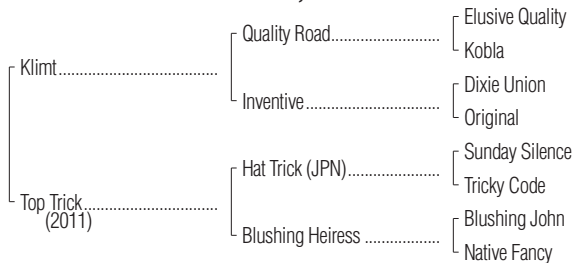 Elusive Quality
Quality Road
Kobla
Klimt
Dixie Union
Inventive
Original
Sunday Silence
Hat Trick (JPN)
Tricky Code
Top Trick
(2011)
Blushing John
Blushing Heiress
Native Fancy